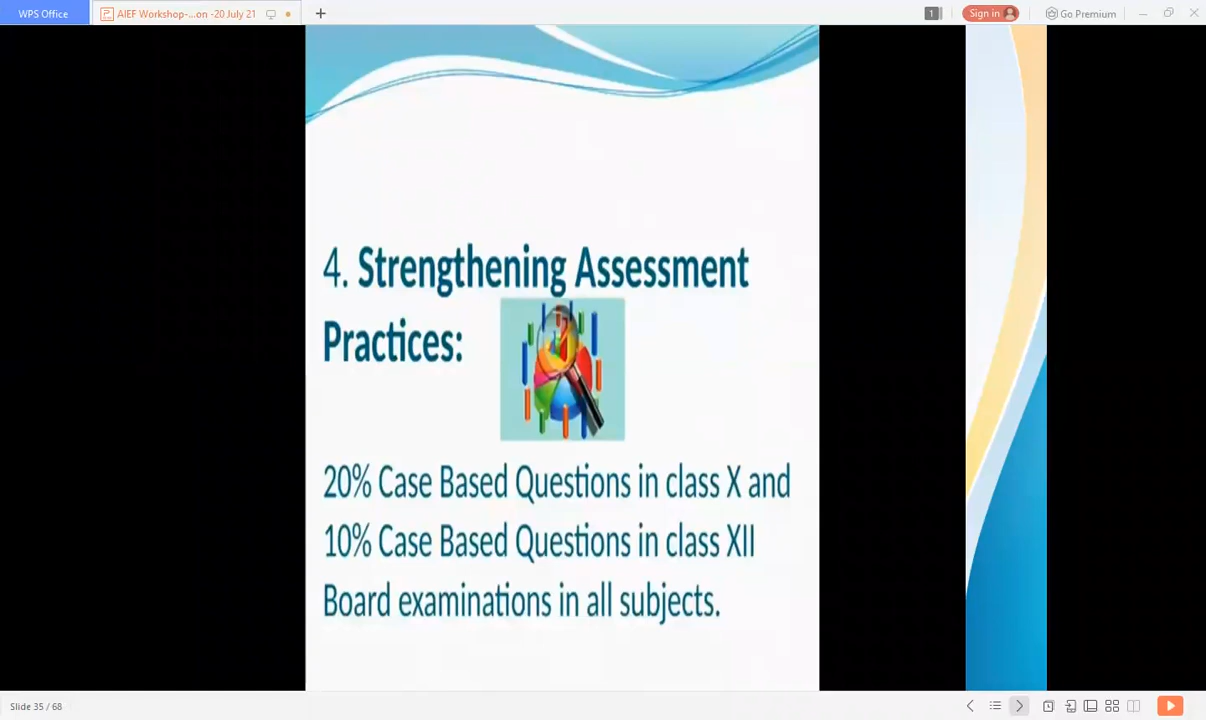 WPS Office
AIEF Workshop-...on -20 July 21
1
Sign in
Go Premium
4. Strengthening Assessment
Practices:
20% Case Based Questions in class X and
10% Case Based Questions in class XII
Board examinations in all subjects.
Slide 35 / 68